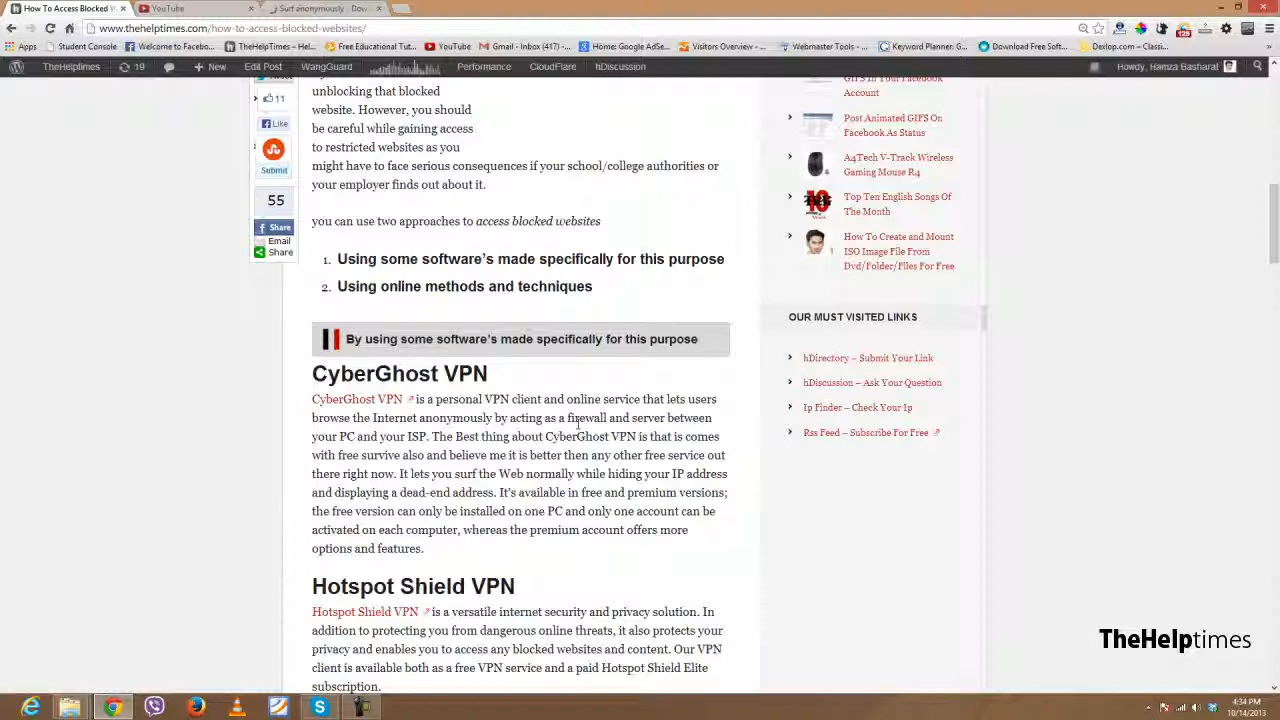 How To Access Blocked W
YouTube
Surf anonymously - Dow
www.thehelptimes.com/how-to-access-blocked-websites/
Apps
Student Console
Welcome to Facebo...
TheHelpTimes – Hel...
Free Educational Tut...
YouTube
Gmail - Inbox (417) -...
Home: Google AdSe...
Visitors Overview -...
Webmaster Tools -...
Keyword Planner: G...
Download Free Soft...
Dexlop.com – Classi...
TheHelptimes
19
New
Edit Post
WangGuard
Performance
CloudFlare
hDiscussion
Howdy, Hamza Basharat
Tweet
11
Like
Submit
55
Share
Email
Share
unblocking that blocked
website. However, you should
be careful while gaining access
to restricted websites as you
might have to face serious consequences if your school/college authorities or
your employer finds out about it.
you can use two approaches to access blocked websites
1. Using some software's made specifically for this purpose
2. Using online methods and techniques
By using some software's made specifically for this purpose
CyberGhost VPN
CyberGhost VPN is a personal VPN client and online service that lets users
browse the Internet anonymously by acting as a firewall and server between
your PC and your ISP. The Best thing about CyberGhost VPN is that is comes
with free survive also and believe me it is better then any other free service out
there right now. It lets you surf the Web normally while hiding your IP address
and displaying a dead-end address. It's available in free and premium versions;
the free version can only be installed on one PC and only one account can be
activated on each computer, whereas the premium account offers more
options and features.
Hotspot Shield VPN
Hotspot Shield VPN is a versatile internet security and privacy solution. In
addition to protecting you from dangerous online threats, it also protects your
privacy and enables you to access any blocked websites and content. Our VPN
client is available both as a free VPN service and a paid Hotspot Shield Elite
subscription.
GIFS In Your Facebook
Account
Post Animated GIFS On
Facebook As Status
A4Tech V-Track Wireless
Gaming Mouse R4
Top Ten English Songs Of
The Month
How To Create and Mount
ISO Image File From
Dvd/Folder/Files For Free
OUR MUST VISITED LINKS
hDirectory – Submit Your Link
hDiscussion – Ask Your Question
Ip Finder – Check Your Ip
Rss Feed – Subscribe For Free
TheHelptimes
4:34 PM
10/14/2013